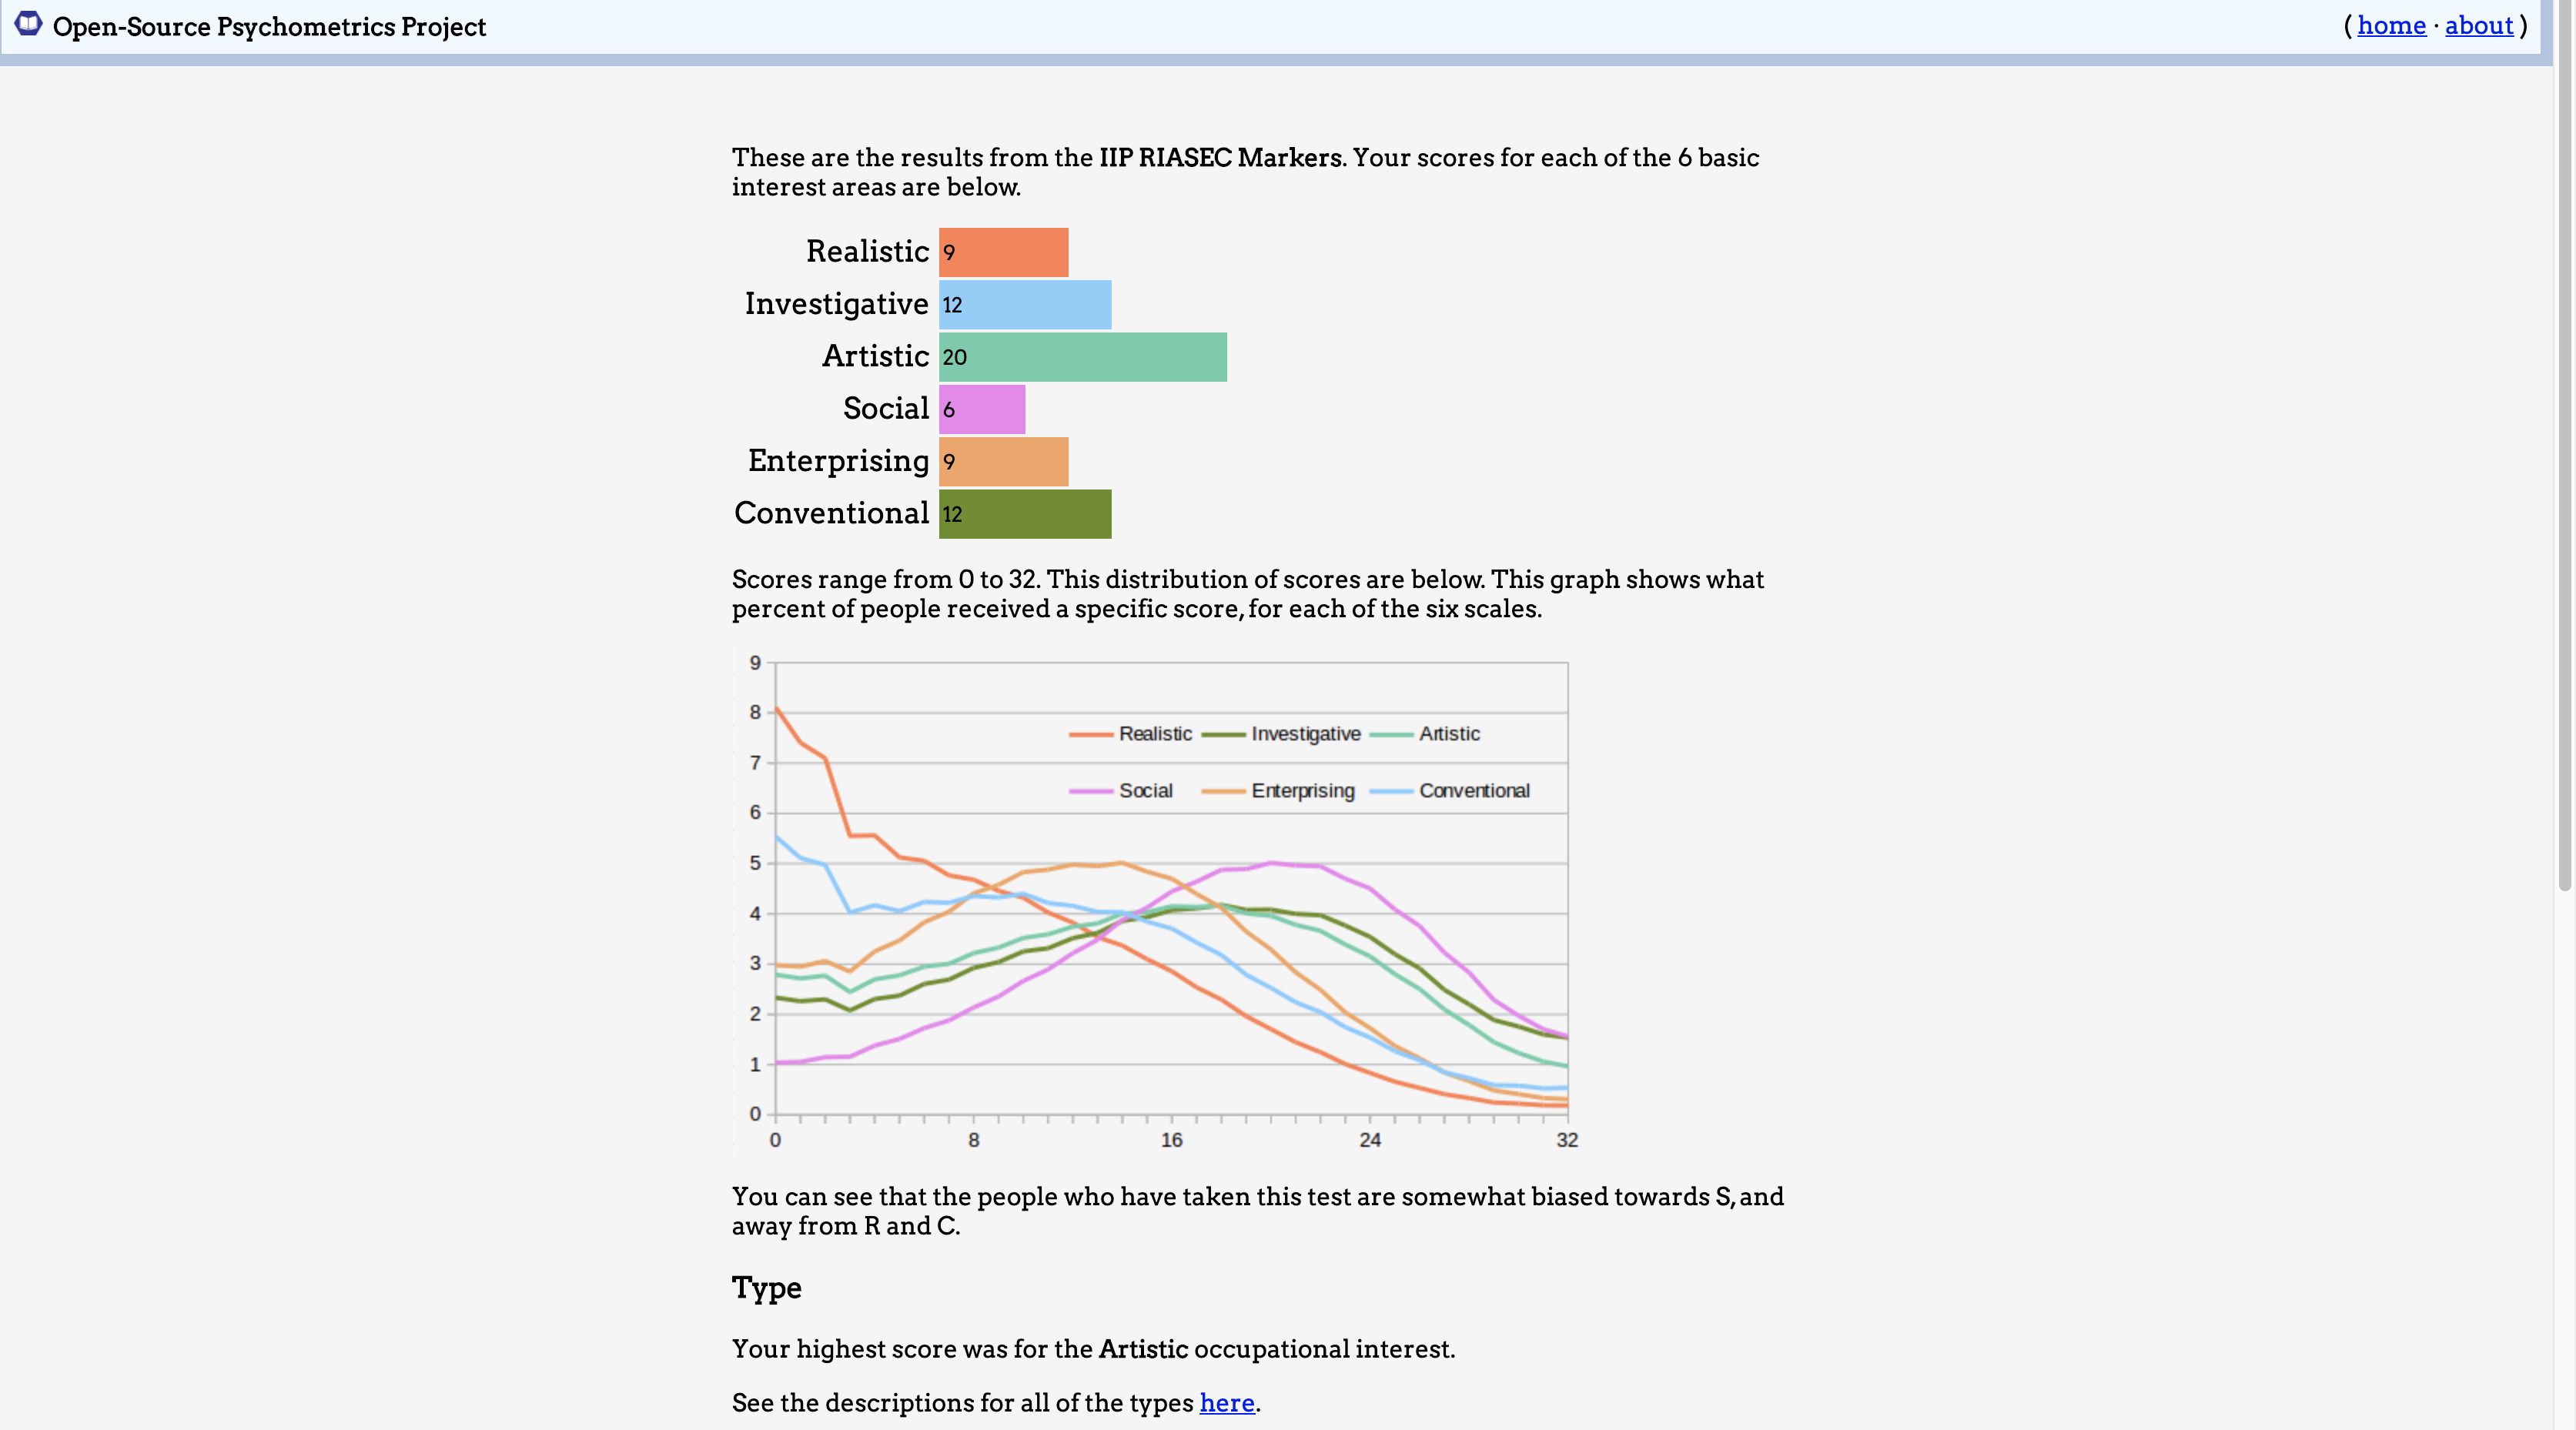 Open-Source Psychometrics Project
( home · about )
These are the results from the IIP RIASEC Markers. Your scores for each of the 6 basic
interest areas are below.
Realistic 9
Investigative 12
Artistic 20
Social 6
Enterprising 9
Conventional 12
Scores range from 0 to 32. This distribution of scores are below. This graph shows what
percent of people received a specific score, for each of the six scales.
9
8
Realistic Investigative Artistic
7
Social Enterprising Conventional
6
5
4
3
2
1
0
0 8 16 24 32
You can see that the people who have taken this test are somewhat biased towards S, and
away from R and C.
Type
Your highest score was for the Artistic occupational interest.
See the descriptions for all of the types here.